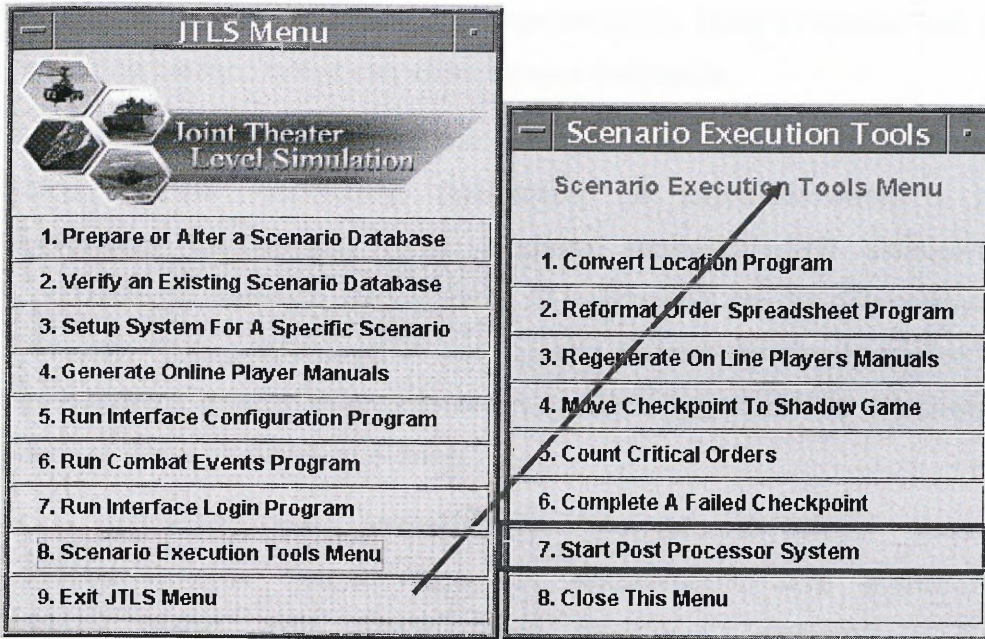 JTLS Menu
Joint Theater
Level Simulation
1. Prepare or Alter a Scenario Database
2. Verify an Existing Scenario Database
3. Setup System For A Specific Scenario
4. Generate Online Player Manuals
5. Run Interface Configuration Program
6. Run Combat Events Program
7. Run Interface Login Program
8. Scenario Execution Tools Menu
9. Exit JTLS Menu
Scenario Execution Tools
Scenario Execution Tools Menu
1. Convert Location Program
2. Reformat Order Spreadsheet Program
3. Regenerate On Line Players Manuals
4. Move Checkpoint To Shadow Game
5. Count Critical Orders
6. Complete A Failed Checkpoint
7. Start Post Processor System
8. Close This Menu